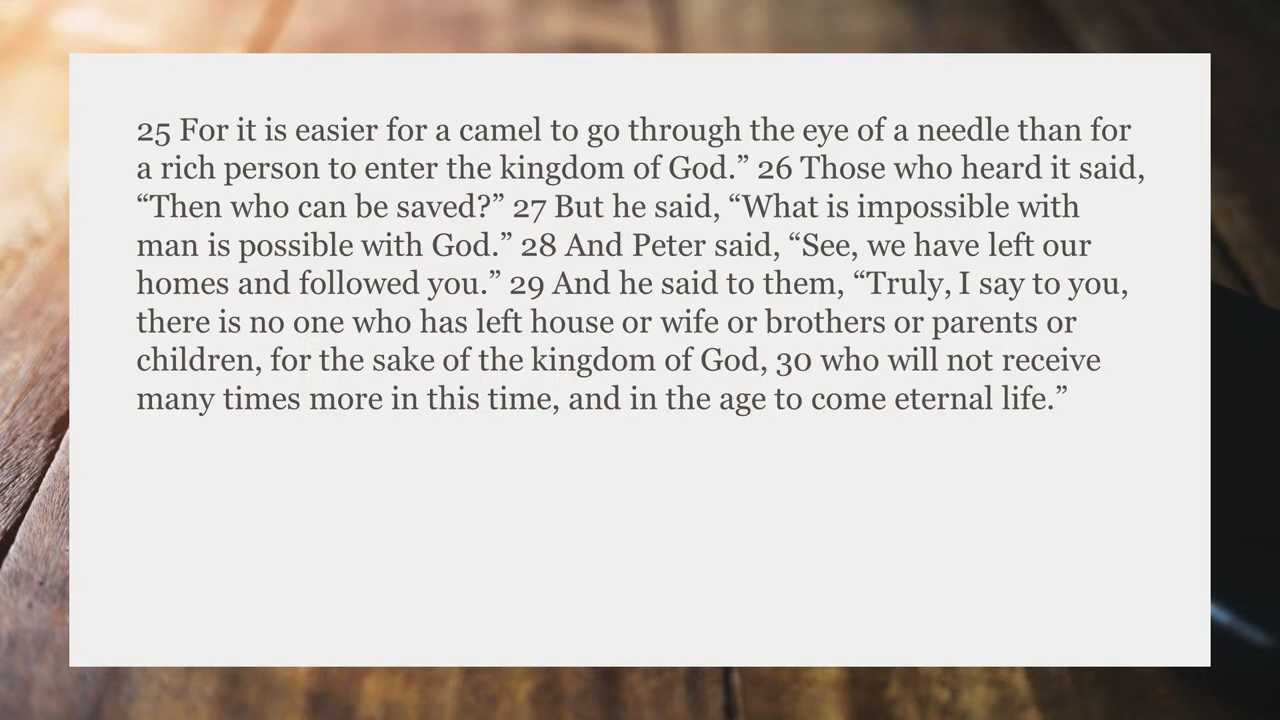 25 For it is easier for a camel to go through the eye of a needle than for
a rich person to enter the kingdom of God.” 26 Those who heard it said,
“Then who can be saved?” 27 But he said, “What is impossible with
man is possible with God.” 28 And Peter said, “See, we have left our
homes and followed you.” 29 And he said to them, “Truly, I say to you,
there is no one who has left house or wife or brothers or parents or
children, for the sake of the kingdom of God, 30 who will not receive
many times more in this time, and in the age to come eternal life.”